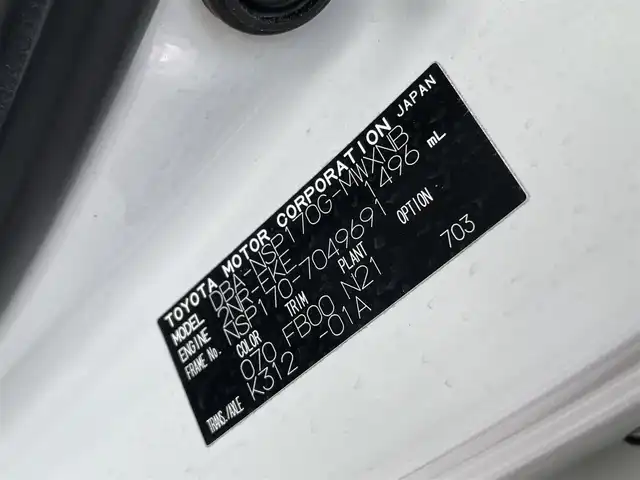 TOYOTA MOTOR CORPORATION JAPAN
MODEL DBA-NSP170G-MWXNB
ENGINE 2NR-FKE 1496 mL
FRAME No. NSP170-7049691
COLOR TRIM PLANT OPTION
070 FB00 N21 703
TRANS./AXLE K312 -01A